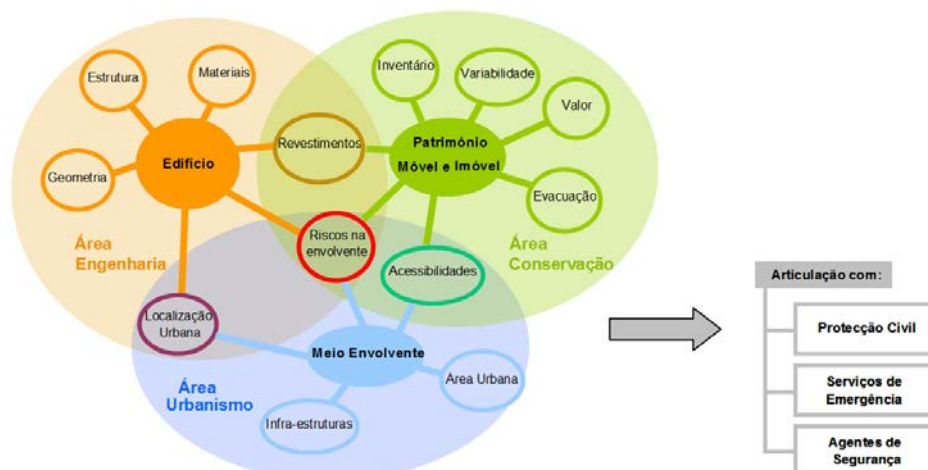 Estrutura
Materiais
Geometria
Edifício
Revestimentos
Inventário
Variabilidade
Valor
Património
Móvel e Imóvel
Evacuação
Área
Engenharia
Riscos na
envolvente
Acessibilidades
Área
Conservação
Localização
Urbana
Meio Envolvente
Área Urbana
Área
Urbanismo
Infra-estruturas
Articulação com:
Protecção Civil
Serviços de
Emergência
Agentes de
Segurança